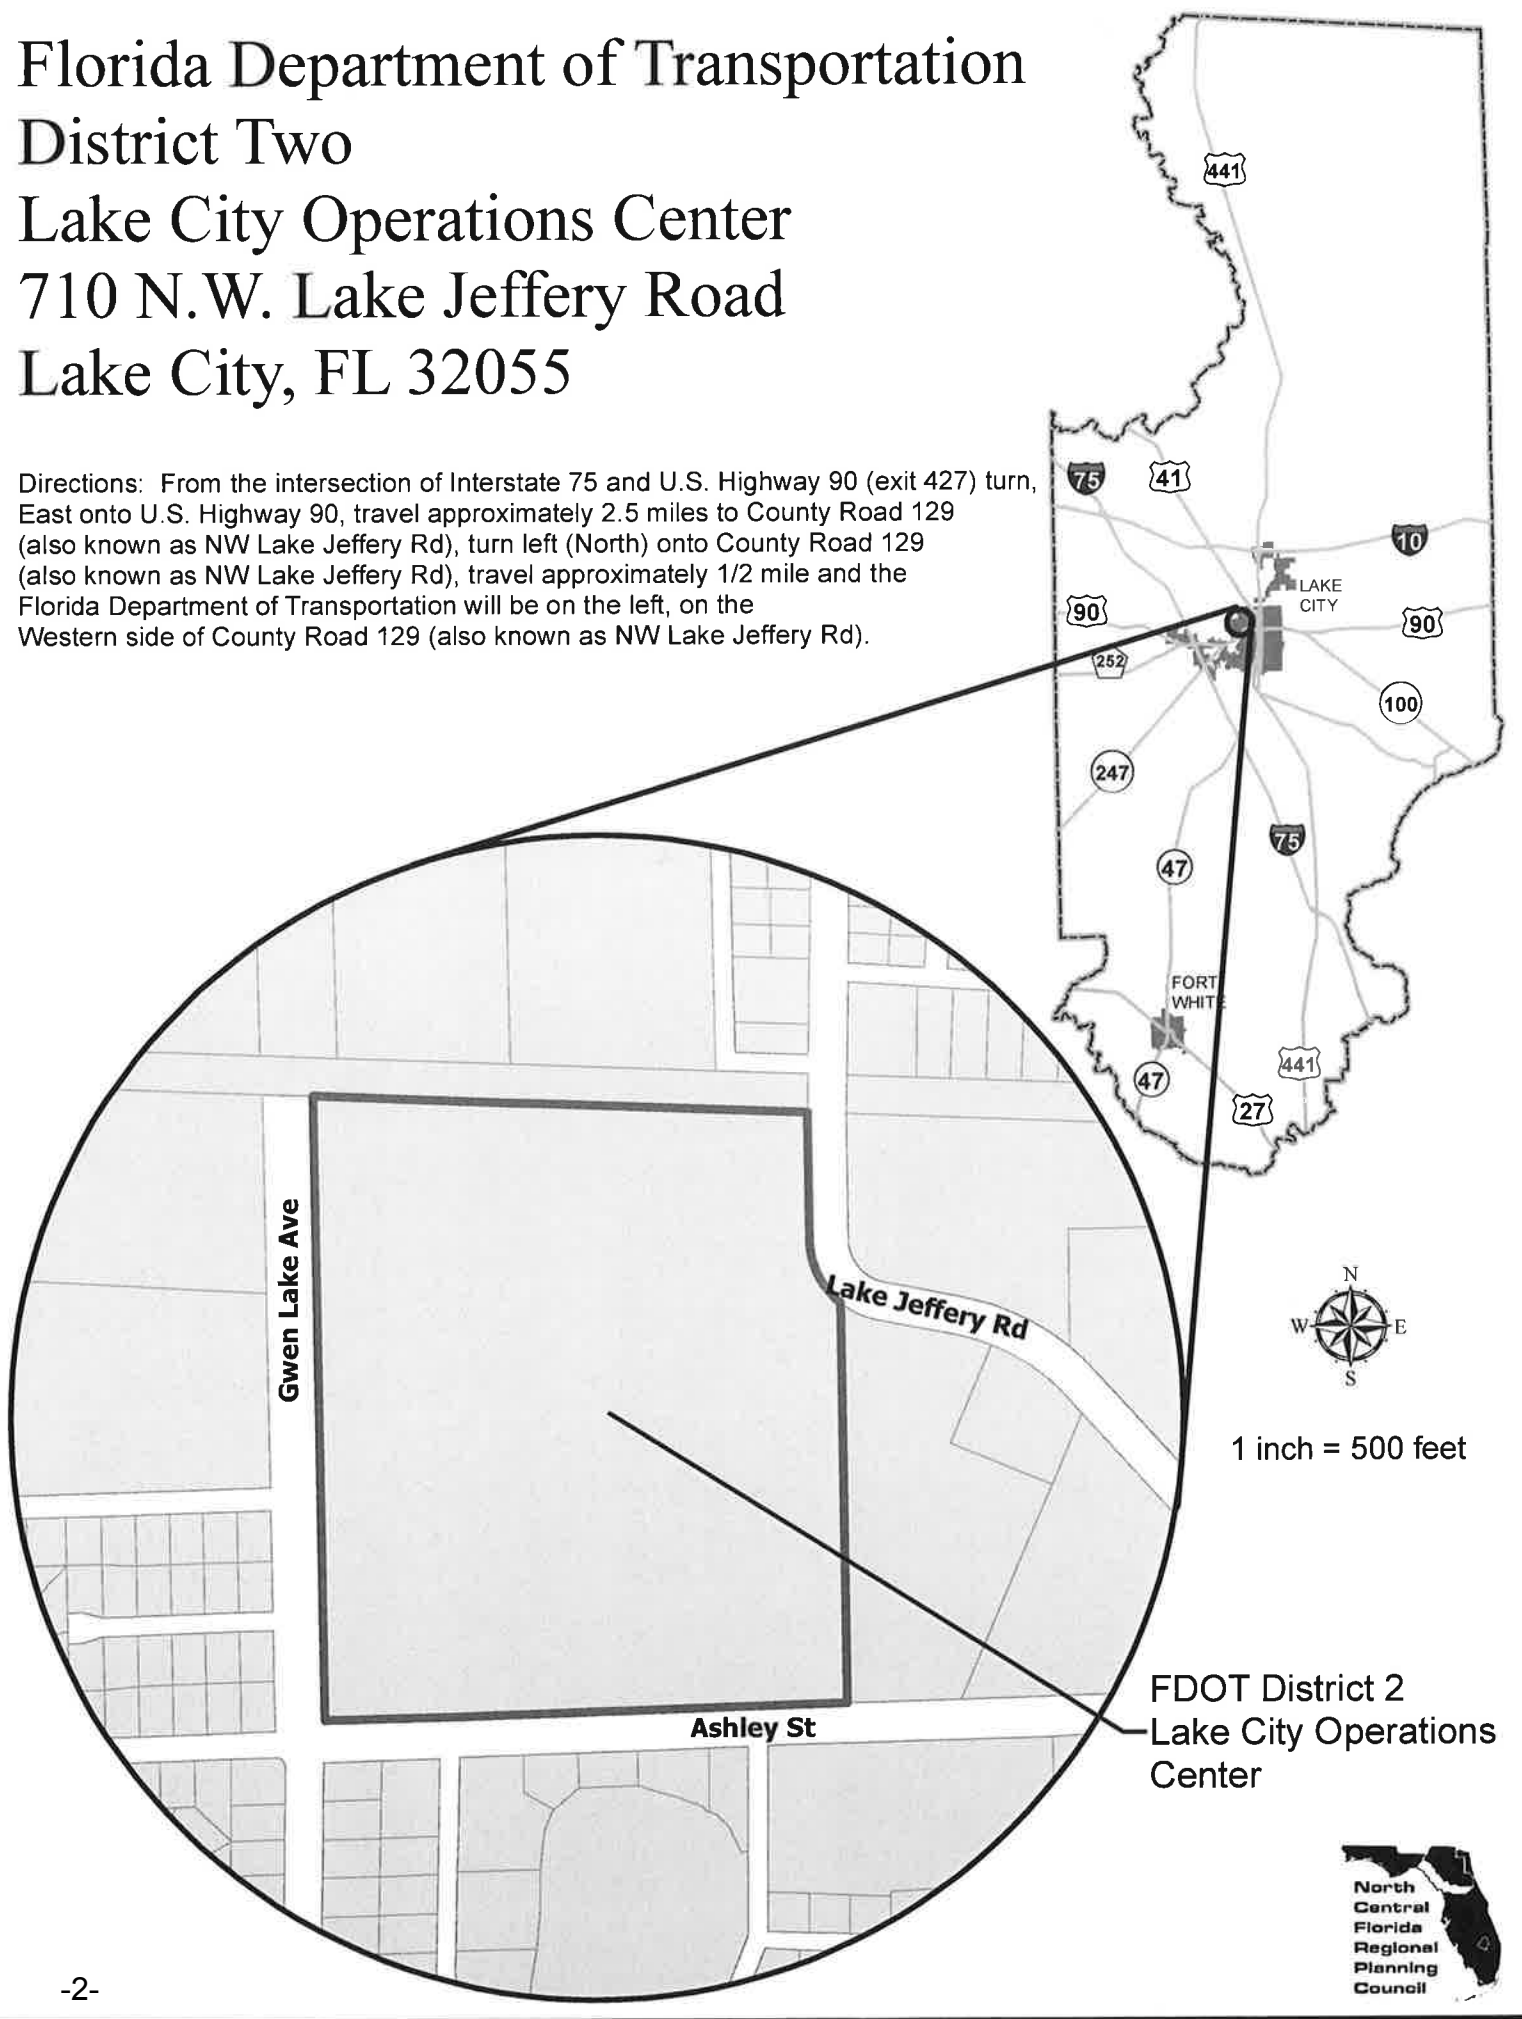 Florida Department of Transportation
District Two
Lake City Operations Center
710 N.W. Lake Jeffery Road
Lake City, FL 32055
Directions: From the intersection of Interstate 75 and U.S. Highway 90 (exit 427) turn,
East onto U.S. Highway 90, travel approximately 2.5 miles to County Road 129
(also known as NW Lake Jeffery Rd), turn left (North) onto County Road 129
(also known as NW Lake Jeffery Rd), travel approximately 1/2 mile and the
Florida Department of Transportation will be on the left, on the
Western side of County Road 129 (also known as NW Lake Jeffery Rd).
441
75
41
10
LAKE
CITY
90
90
252
100
247
75
47
FORT
WHITE
441
47
27
Gwen Lake Ave
Lake Jeffery Rd
Ashley St
N
W
E
S
1 inch = 500 feet
FDOT District 2
Lake City Operations
Center
North
Central
Florida
Regional
Planning
Council
-2-